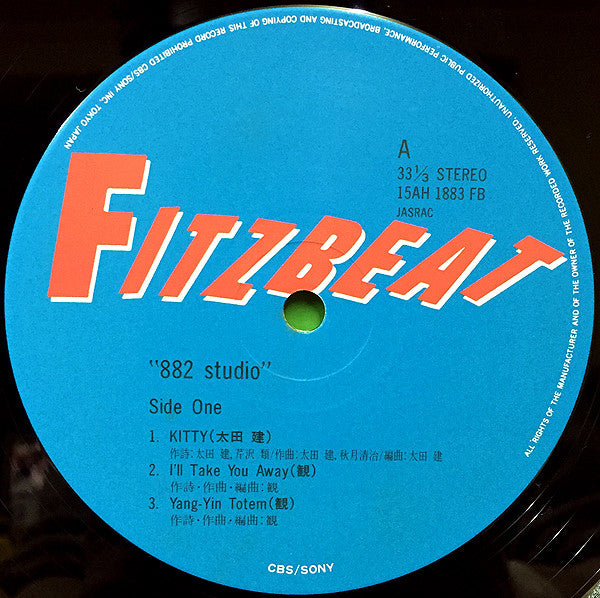 UNAUTHORIZED PUBLIC PERFORMANCE, BROADCASTING AND COPYING OF THIS RECORD PROHIBITED CBS/SONY INC. TOKYO JAPAN
ALL RIGHTS OF THE MANUFACTURER AND OF THE OWNER OF THE RECORDED WORK RESERVED.
A
33⅓ STEREO
15AH 1883 FB
JASRAC
FITZBEAT
"882 studio"
Side One
1. KITTY(太田 建)
作詩:太田 建,芹沢 類/作曲:太田 建,秋月清治/編曲:太田 建
2. I'll Take You Away(観)
作詩・作曲・編曲:観
3. Yang-Yin Totem(観)
作詩・作曲・編曲:観
CBS/SONY